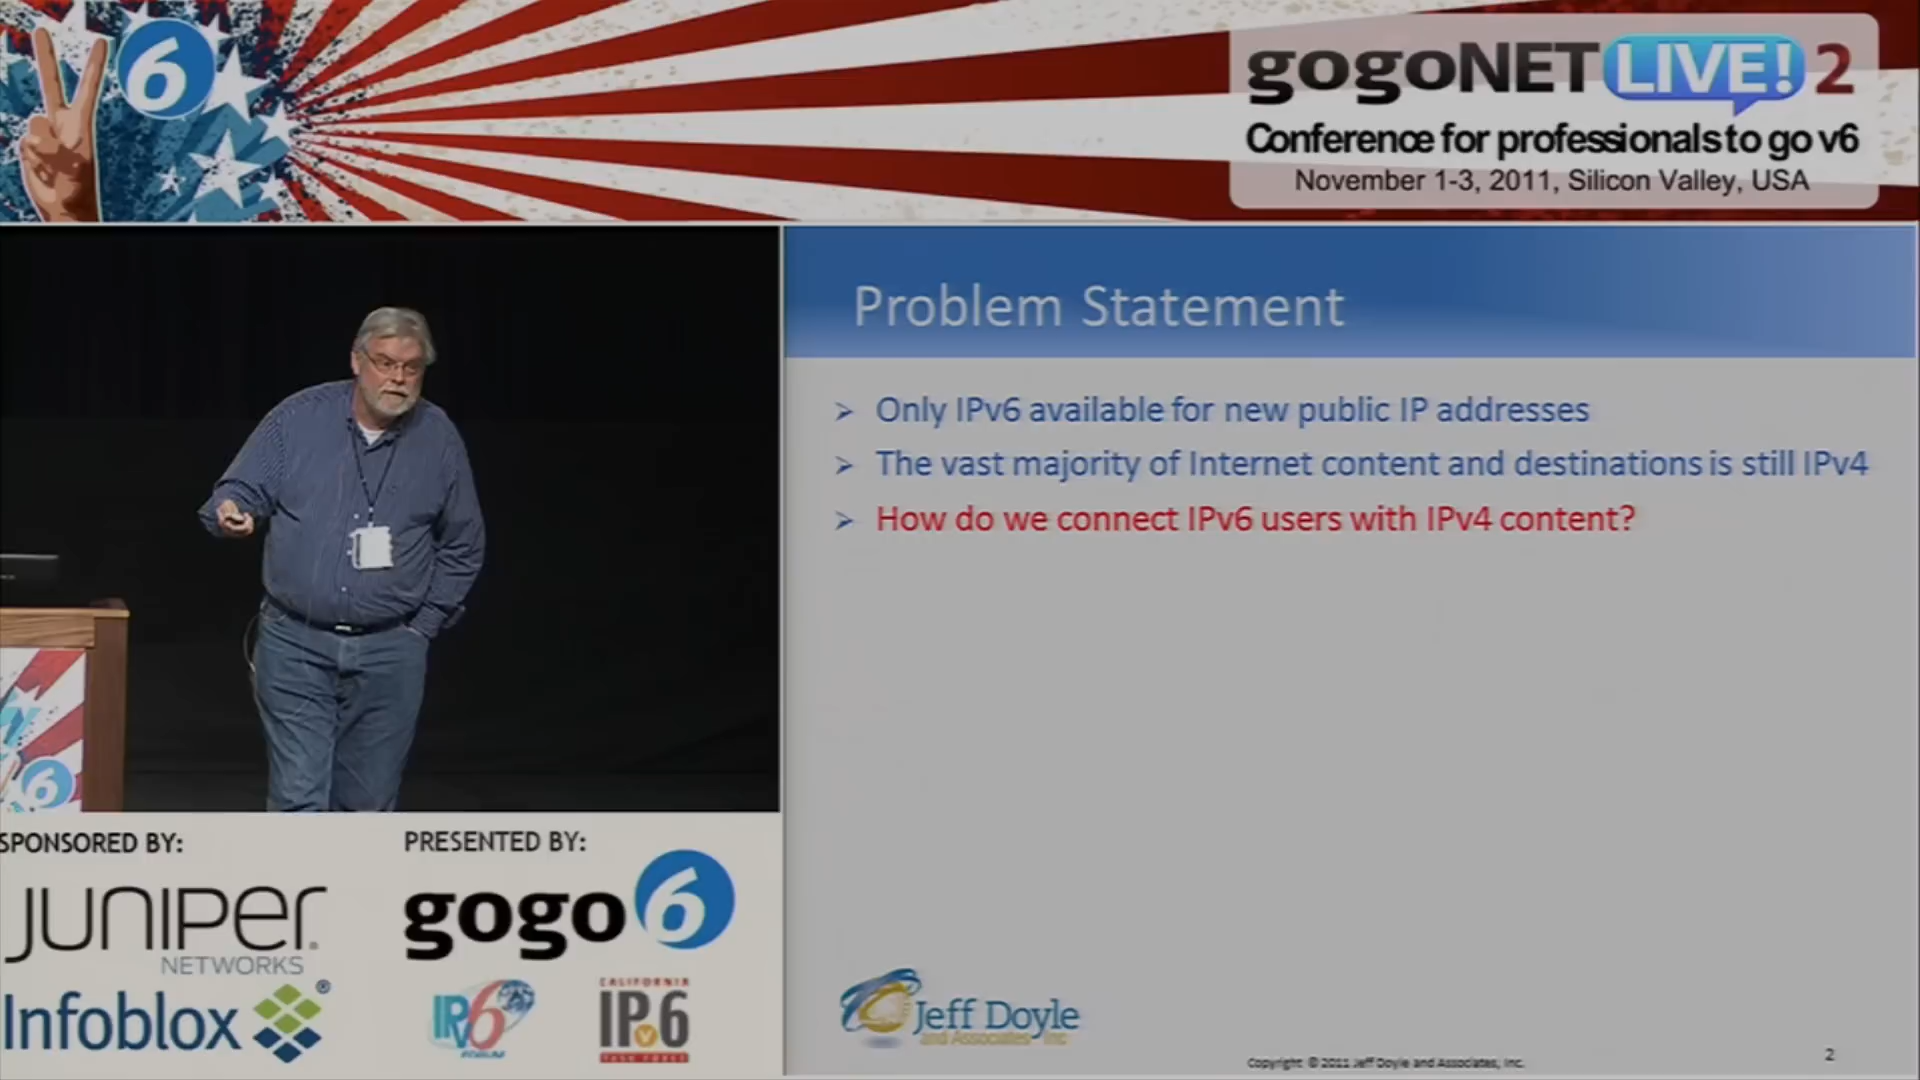 6
gogoNET LIVE! 2
Conference for professionals to go v6
November 1-3, 2011, Silicon Valley, USA
Problem Statement
Only IPv6 available for new public IP addresses
The vast majority of Internet content and destinations is still IPv4
How do we connect IPv6 users with IPv4 content?
6
SPONSORED BY:
JUNIPER
NETWORKS
Infoblox ®
PRESENTED BY:
gogo6
IPv6
FORUM
CALIFORNIA
IPv6
TASK FORCE
Jeff Doyle
and Associates, Inc
Copyright © 2011 Jeff Doyle and Associates, Inc.
2